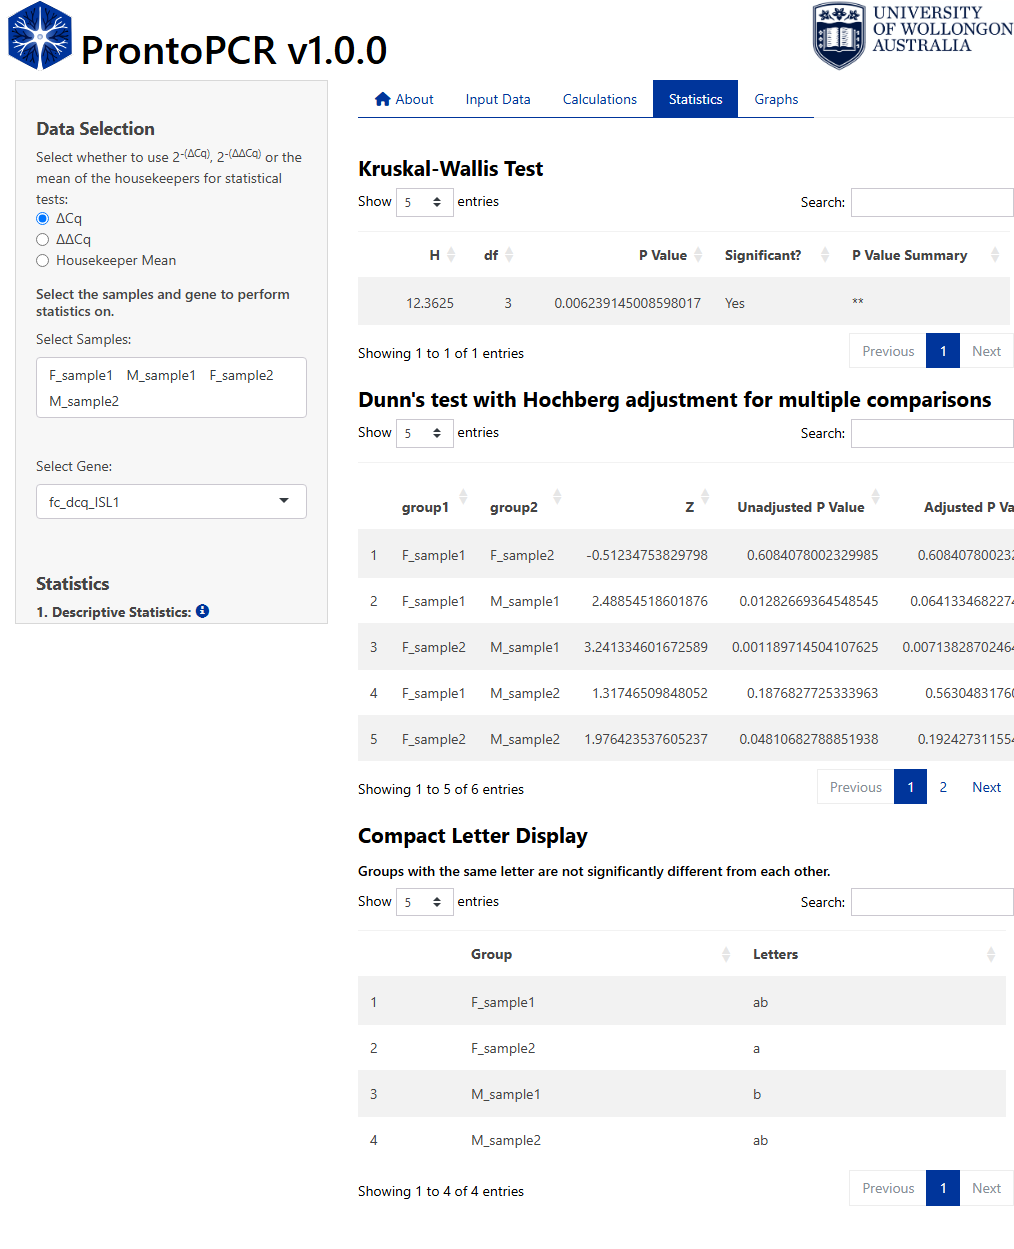 ProntoPCR v1.0.0
UNIVERSITY
OF WOLLONGONG
AUSTRALIA
About Input Data Calculations Statistics Graphs
Data Selection
Select whether to use 2-(ΔCq), 2-(ΔΔCq) or the
mean of the housekeepers for statistical
tests:
ΔCq
ΔΔCq
Housekeeper Mean
Select the samples and gene to perform
statistics on.
Select Samples:
F_sample1 M_sample1 F_sample2
M_sample2
Select Gene:
fc_dcq_ISL1
Statistics
1. Descriptive Statistics:
Kruskal-Wallis Test
Show 5 entries Search:
H df P Value Significant? P Value Summary
12.3625 3 0.006239145008598017 Yes **
Showing 1 to 1 of 1 entries Previous 1 Next
Dunn's test with Hochberg adjustment for multiple comparisons
Show 5 entries Search:
group1 group2 Z Unadjusted P Value Adjusted P Va
1 F_sample1 F_sample2 -0.51234753829798 0.6084078002329985 0.608407800232
2 F_sample1 M_sample1 2.48854518601876 0.01282669364548545 0.0641334682274
3 F_sample2 M_sample1 3.241334601672589 0.001189714504107625 0.00713828702464
4 F_sample1 M_sample2 1.31746509848052 0.1876827725333963 0.56304831760
5 F_sample2 M_sample2 1.976423537605237 0.04810682788851938 0.192427311554
Showing 1 to 5 of 6 entries Previous 1 2 Next
Compact Letter Display
Groups with the same letter are not significantly different from each other.
Show 5 entries Search:
Group Letters
1 F_sample1 ab
2 F_sample2 a
3 M_sample1 b
4 M_sample2 ab
Showing 1 to 4 of 4 entries Previous 1 Next